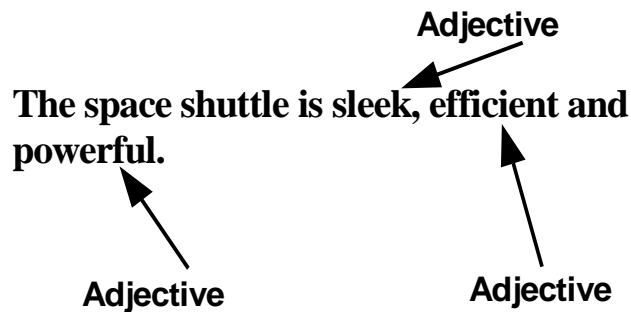 Adjective
The space shuttle is sleek, efficient and
powerful.
Adjective
Adjective